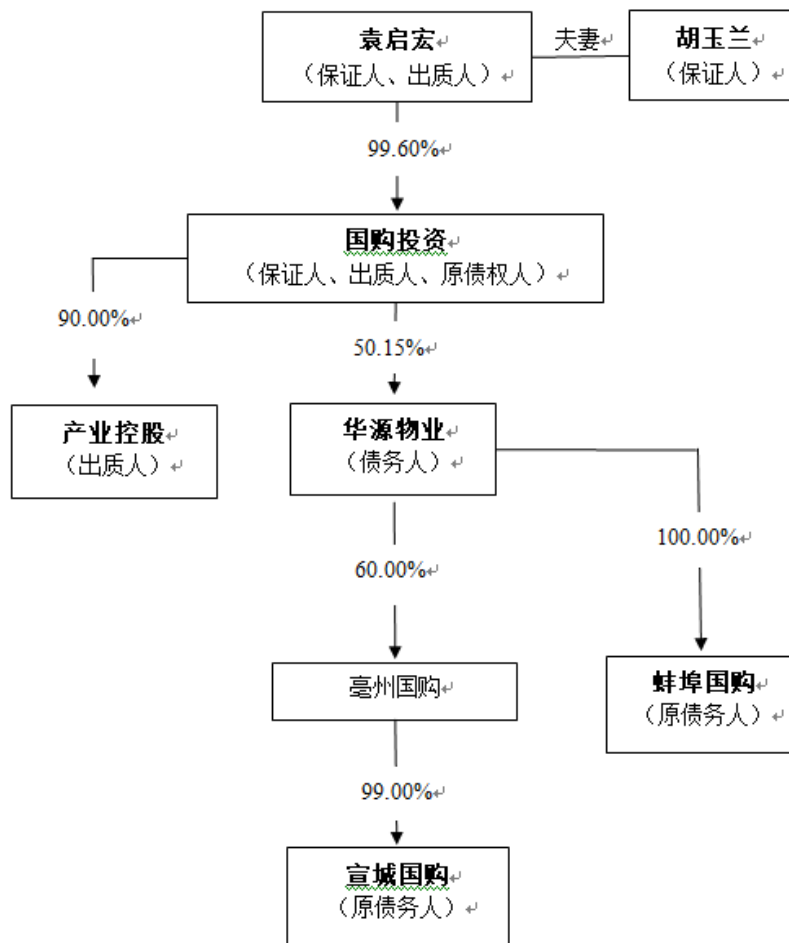 袁启宏
（保证人、出质人）
夫妻
胡玉兰
（保证人）
99.60%
国购投资
（保证人、出质人、原债权人）
90.00%
50.15%
产业控股
（出质人）
华源物业
（债务人）
60.00%
100.00%
亳州国购
蚌埠国购
（原债务人）
99.00%
宣城国购
（原债务人）